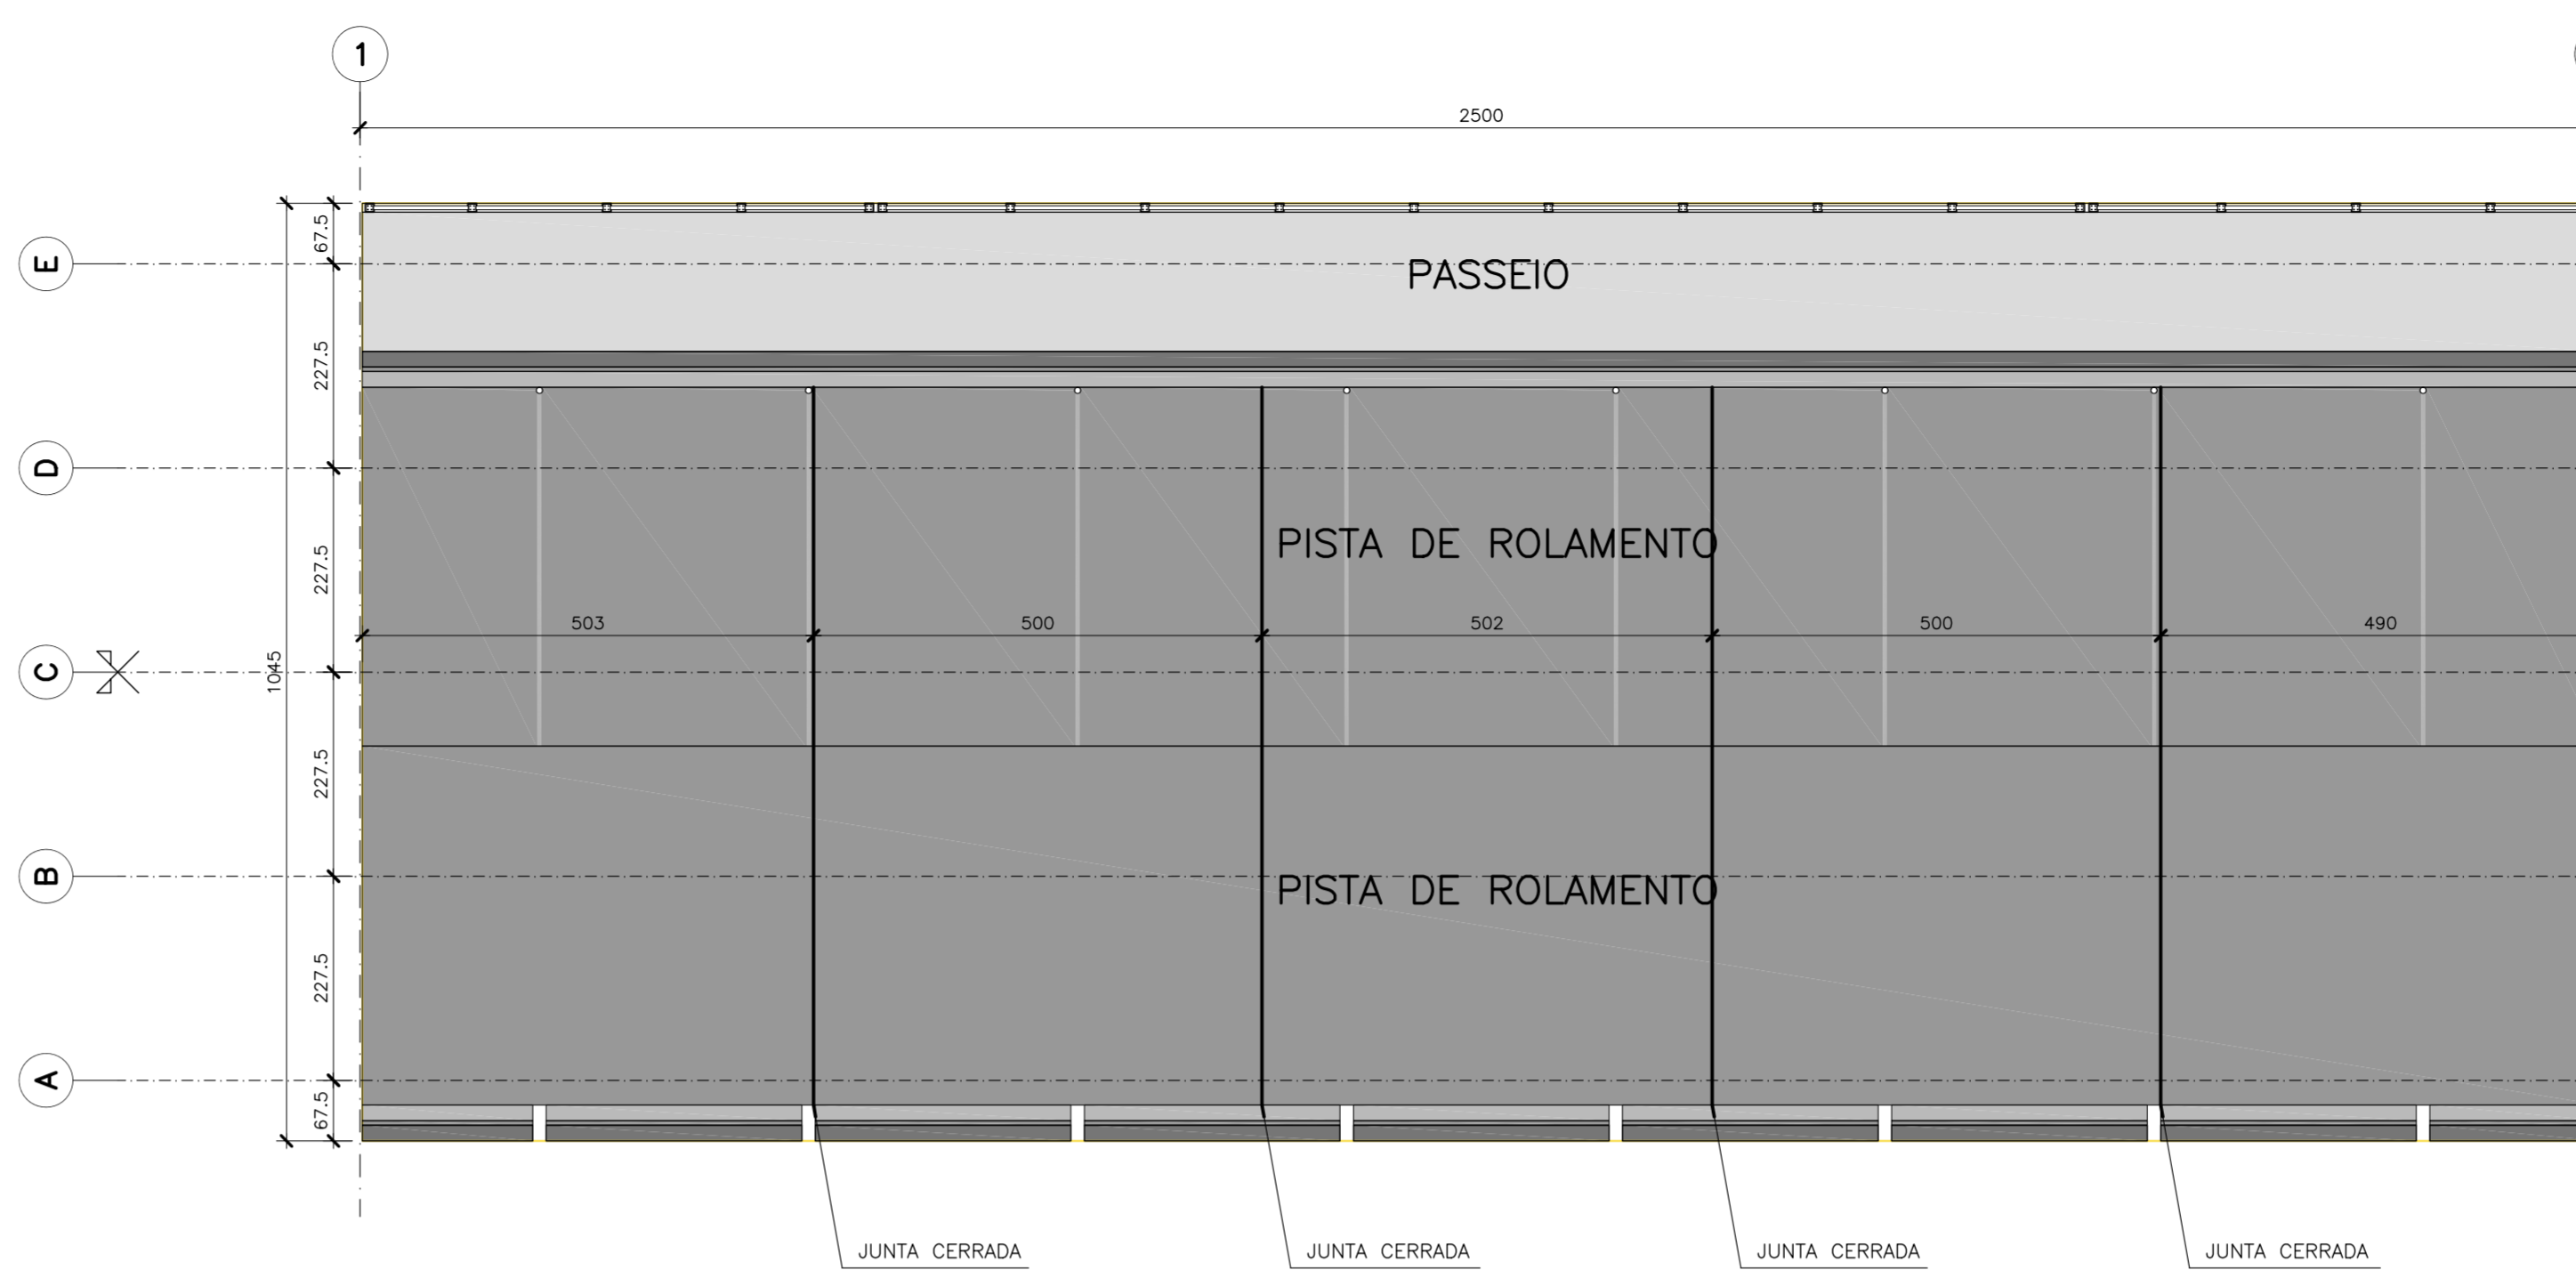 1
2500
67.5
E
PASSEIO
227.5
D
PISTA DE ROLAMENTO
227.5
503
500
502
500
490
C
1045
227.5
B
PISTA DE ROLAMENTO
227.5
A
67.5
JUNTA CERRADA
JUNTA CERRADA
JUNTA CERRADA
JUNTA CERRADA